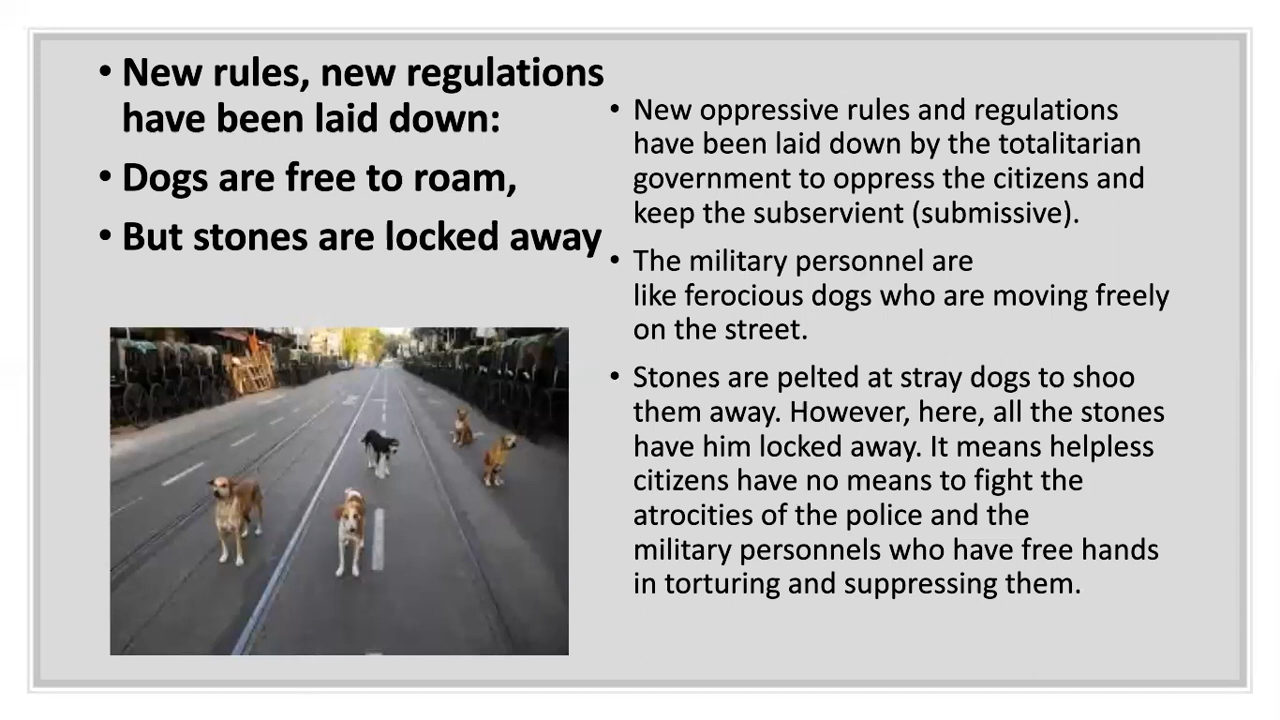 • New rules, new regulations
have been laid down:
• Dogs are free to roam,
• But stones are locked away
• New oppressive rules and regulations
have been laid down by the totalitarian
government to oppress the citizens and
keep the subservient (submissive).
• The military personnel are
like ferocious dogs who are moving freely
on the street.
• Stones are pelted at stray dogs to shoo
them away. However, here, all the stones
have him locked away. It means helpless
citizens have no means to fight the
atrocities of the police and the
military personnels who have free hands
in torturing and suppressing them.